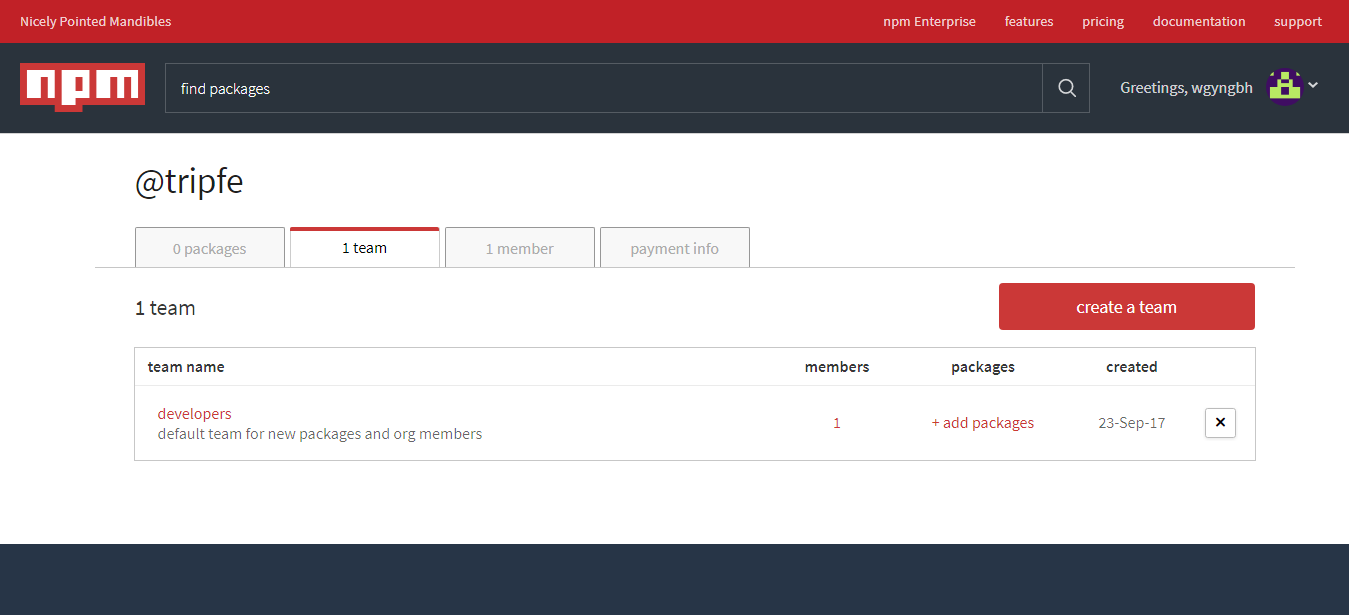 Nicely Pointed Mandibles npm Enterprise features pricing documentation support
npm find packages Greetings, wgyngbh
@tripfe
0 packages 1 team 1 member payment info
1 team create a team
team name members packages created
developers
default team for new packages and org members 1 + add packages 23-Sep-17 ×